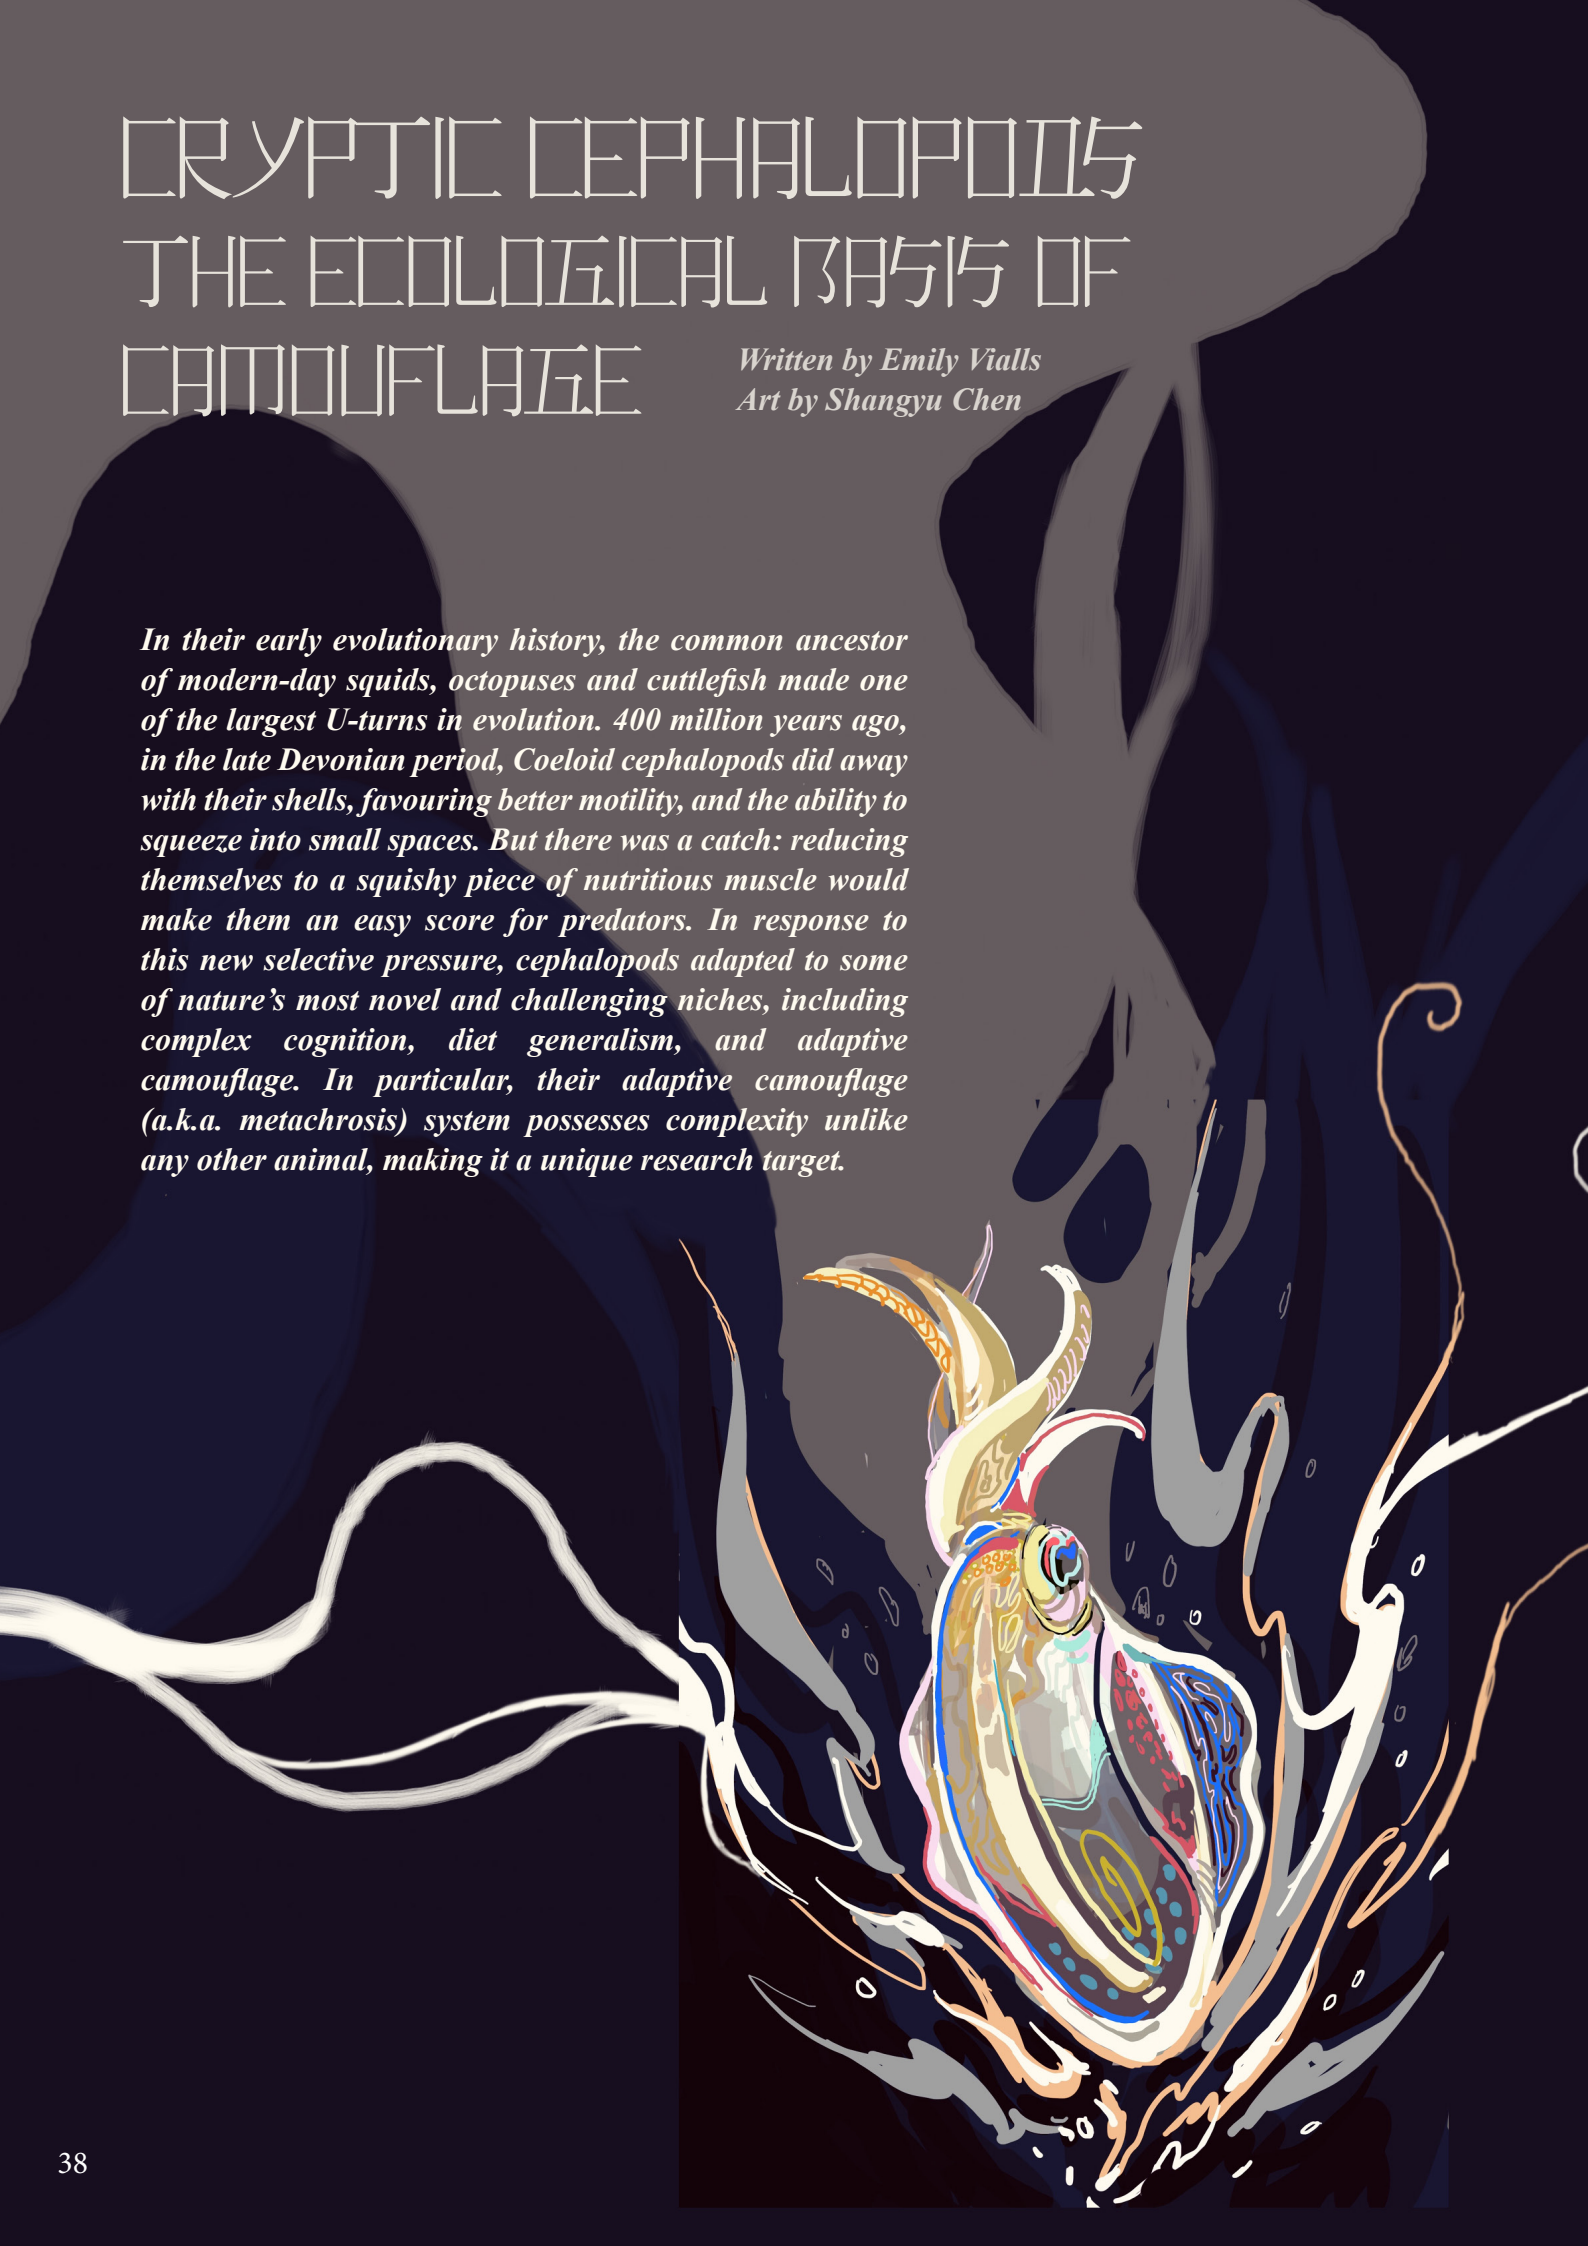 CRYPTIC CEPHALOPODS
THE ECOLOGICAL BASIS OF
CAMOUFLAGE
Written by Emily Vialls
Art by Shangyu Chen
In their early evolutionary history, the common ancestor
of modern-day squids, octopuses and cuttlefish made one
of the largest U-turns in evolution. 400 million years ago,
in the late Devonian period, Coeloid cephalopods did away
with their shells, favouring better motility, and the ability to
squeeze into small spaces. But there was a catch: reducing
themselves to a squishy piece of nutritious muscle would
make them an easy score for predators. In response to
this new selective pressure, cephalopods adapted to some
of nature’s most novel and challenging niches, including
complex cognition, diet generalism, and adaptive
camouflage. In particular, their adaptive camouflage
(a.k.a. metachrosis) system possesses complexity unlike
any other animal, making it a unique research target.
38